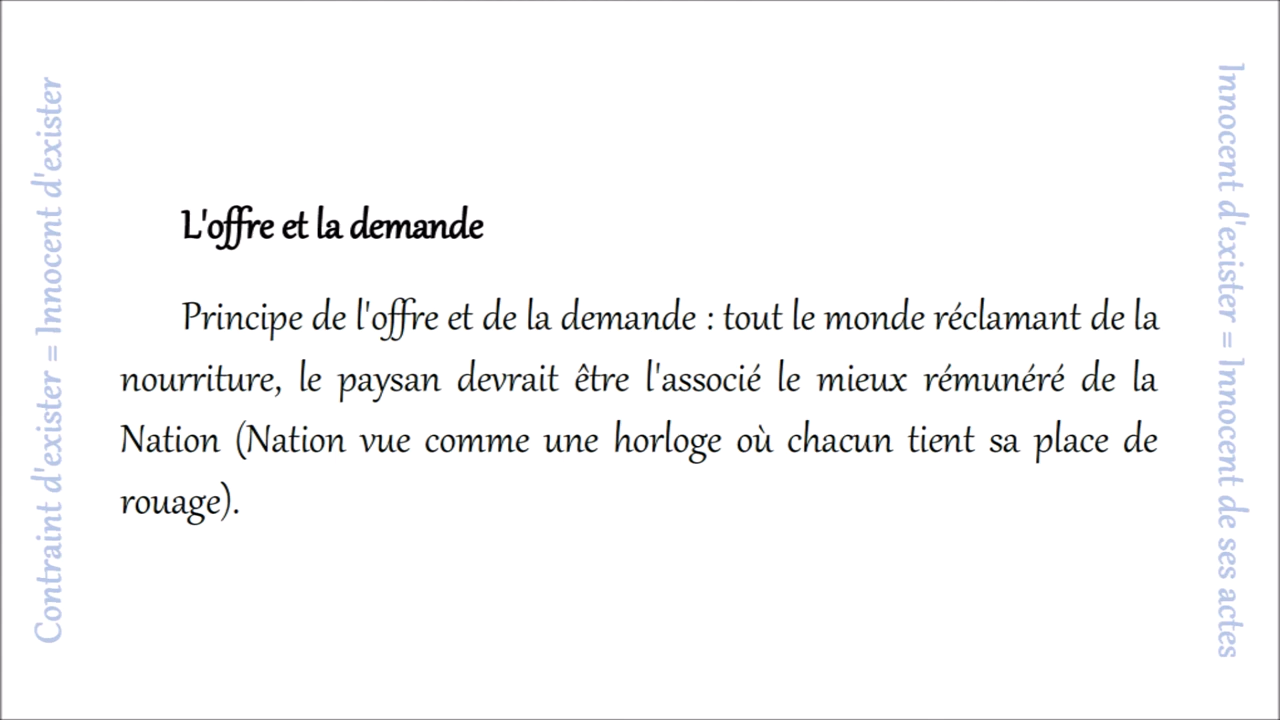 Contraint d'exister = Innocent d'exister
L'offre et la demande
Principe de l'offre et de la demande : tout le monde réclamant de la
nourriture, le paysan devrait être l'associé le mieux rémunéré de la
Nation (Nation vue comme une horloge où chacun tient sa place de
rouage).
Innocent d'exister = Innocent de ses actes